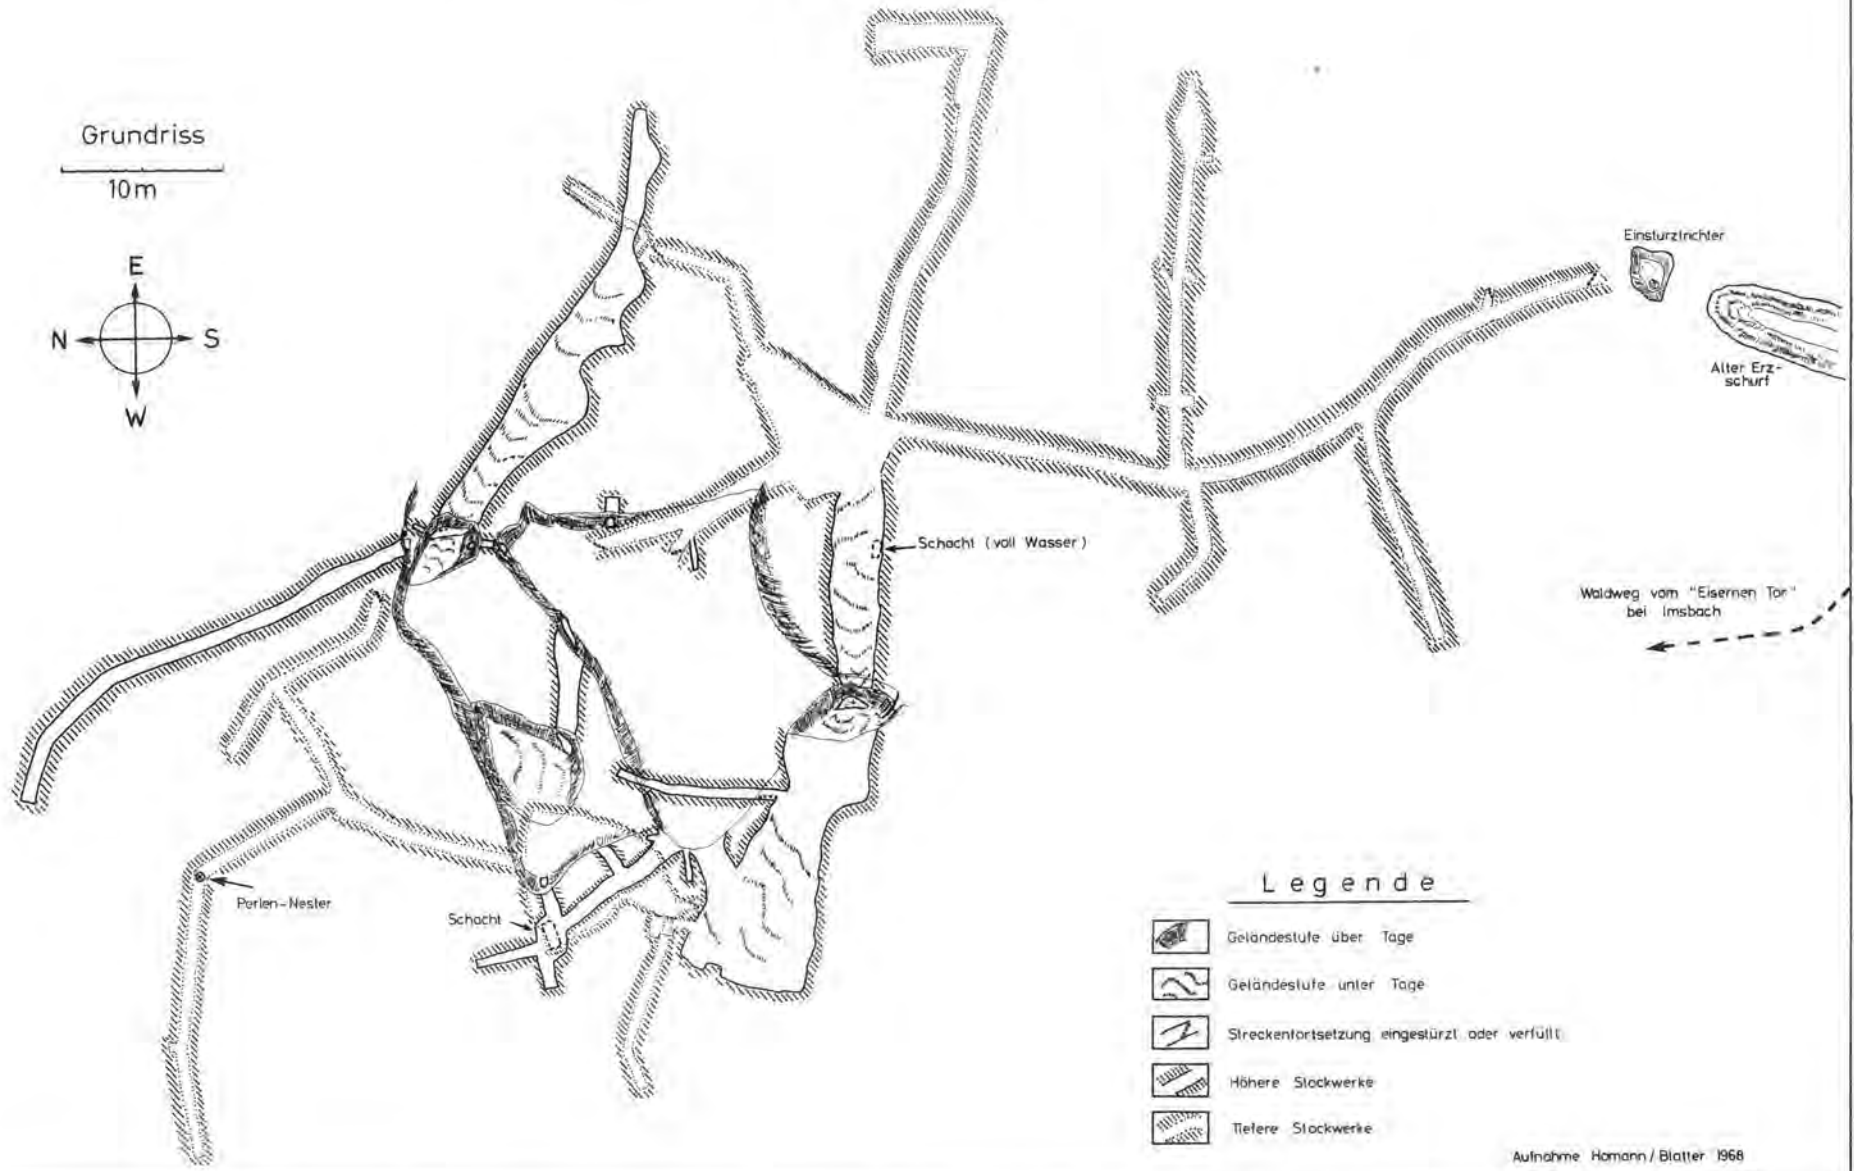 Grundriss
10m
E
N
S
W
Einsturztrichter
Alter Erz-
schurf
Schacht (voll Wasser)
Waldweg vom "Eisernen Tor"
bei Imsbach
Perlen-Nester
Schacht
Legende
Geländestufe über Tage
Geländestufe unter Tage
Streckenfortsetzung eingestürzt oder verfüllt
Höhere Stockwerke
Tiefere Stockwerke
Aufnahme Homann/Blatter 1968